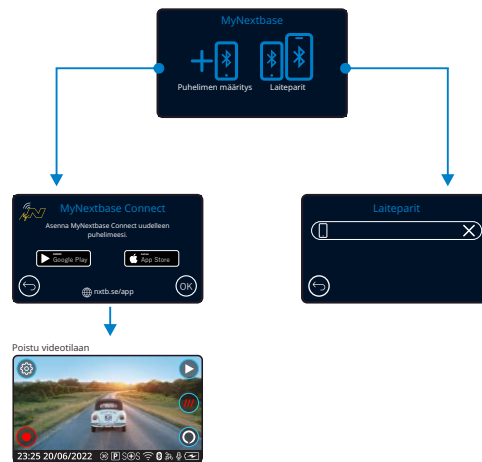 MyNextbase
Puhelimen määritys
Laiteparit
MyNextbase Connect
Asenna MyNextbase Connect uudelleen
puhelimeesi.
Google Play
App Store
OK
nxtb.se/app
Laiteparit
Poistu videotilaan
23:25 20/06/2022 P SOS